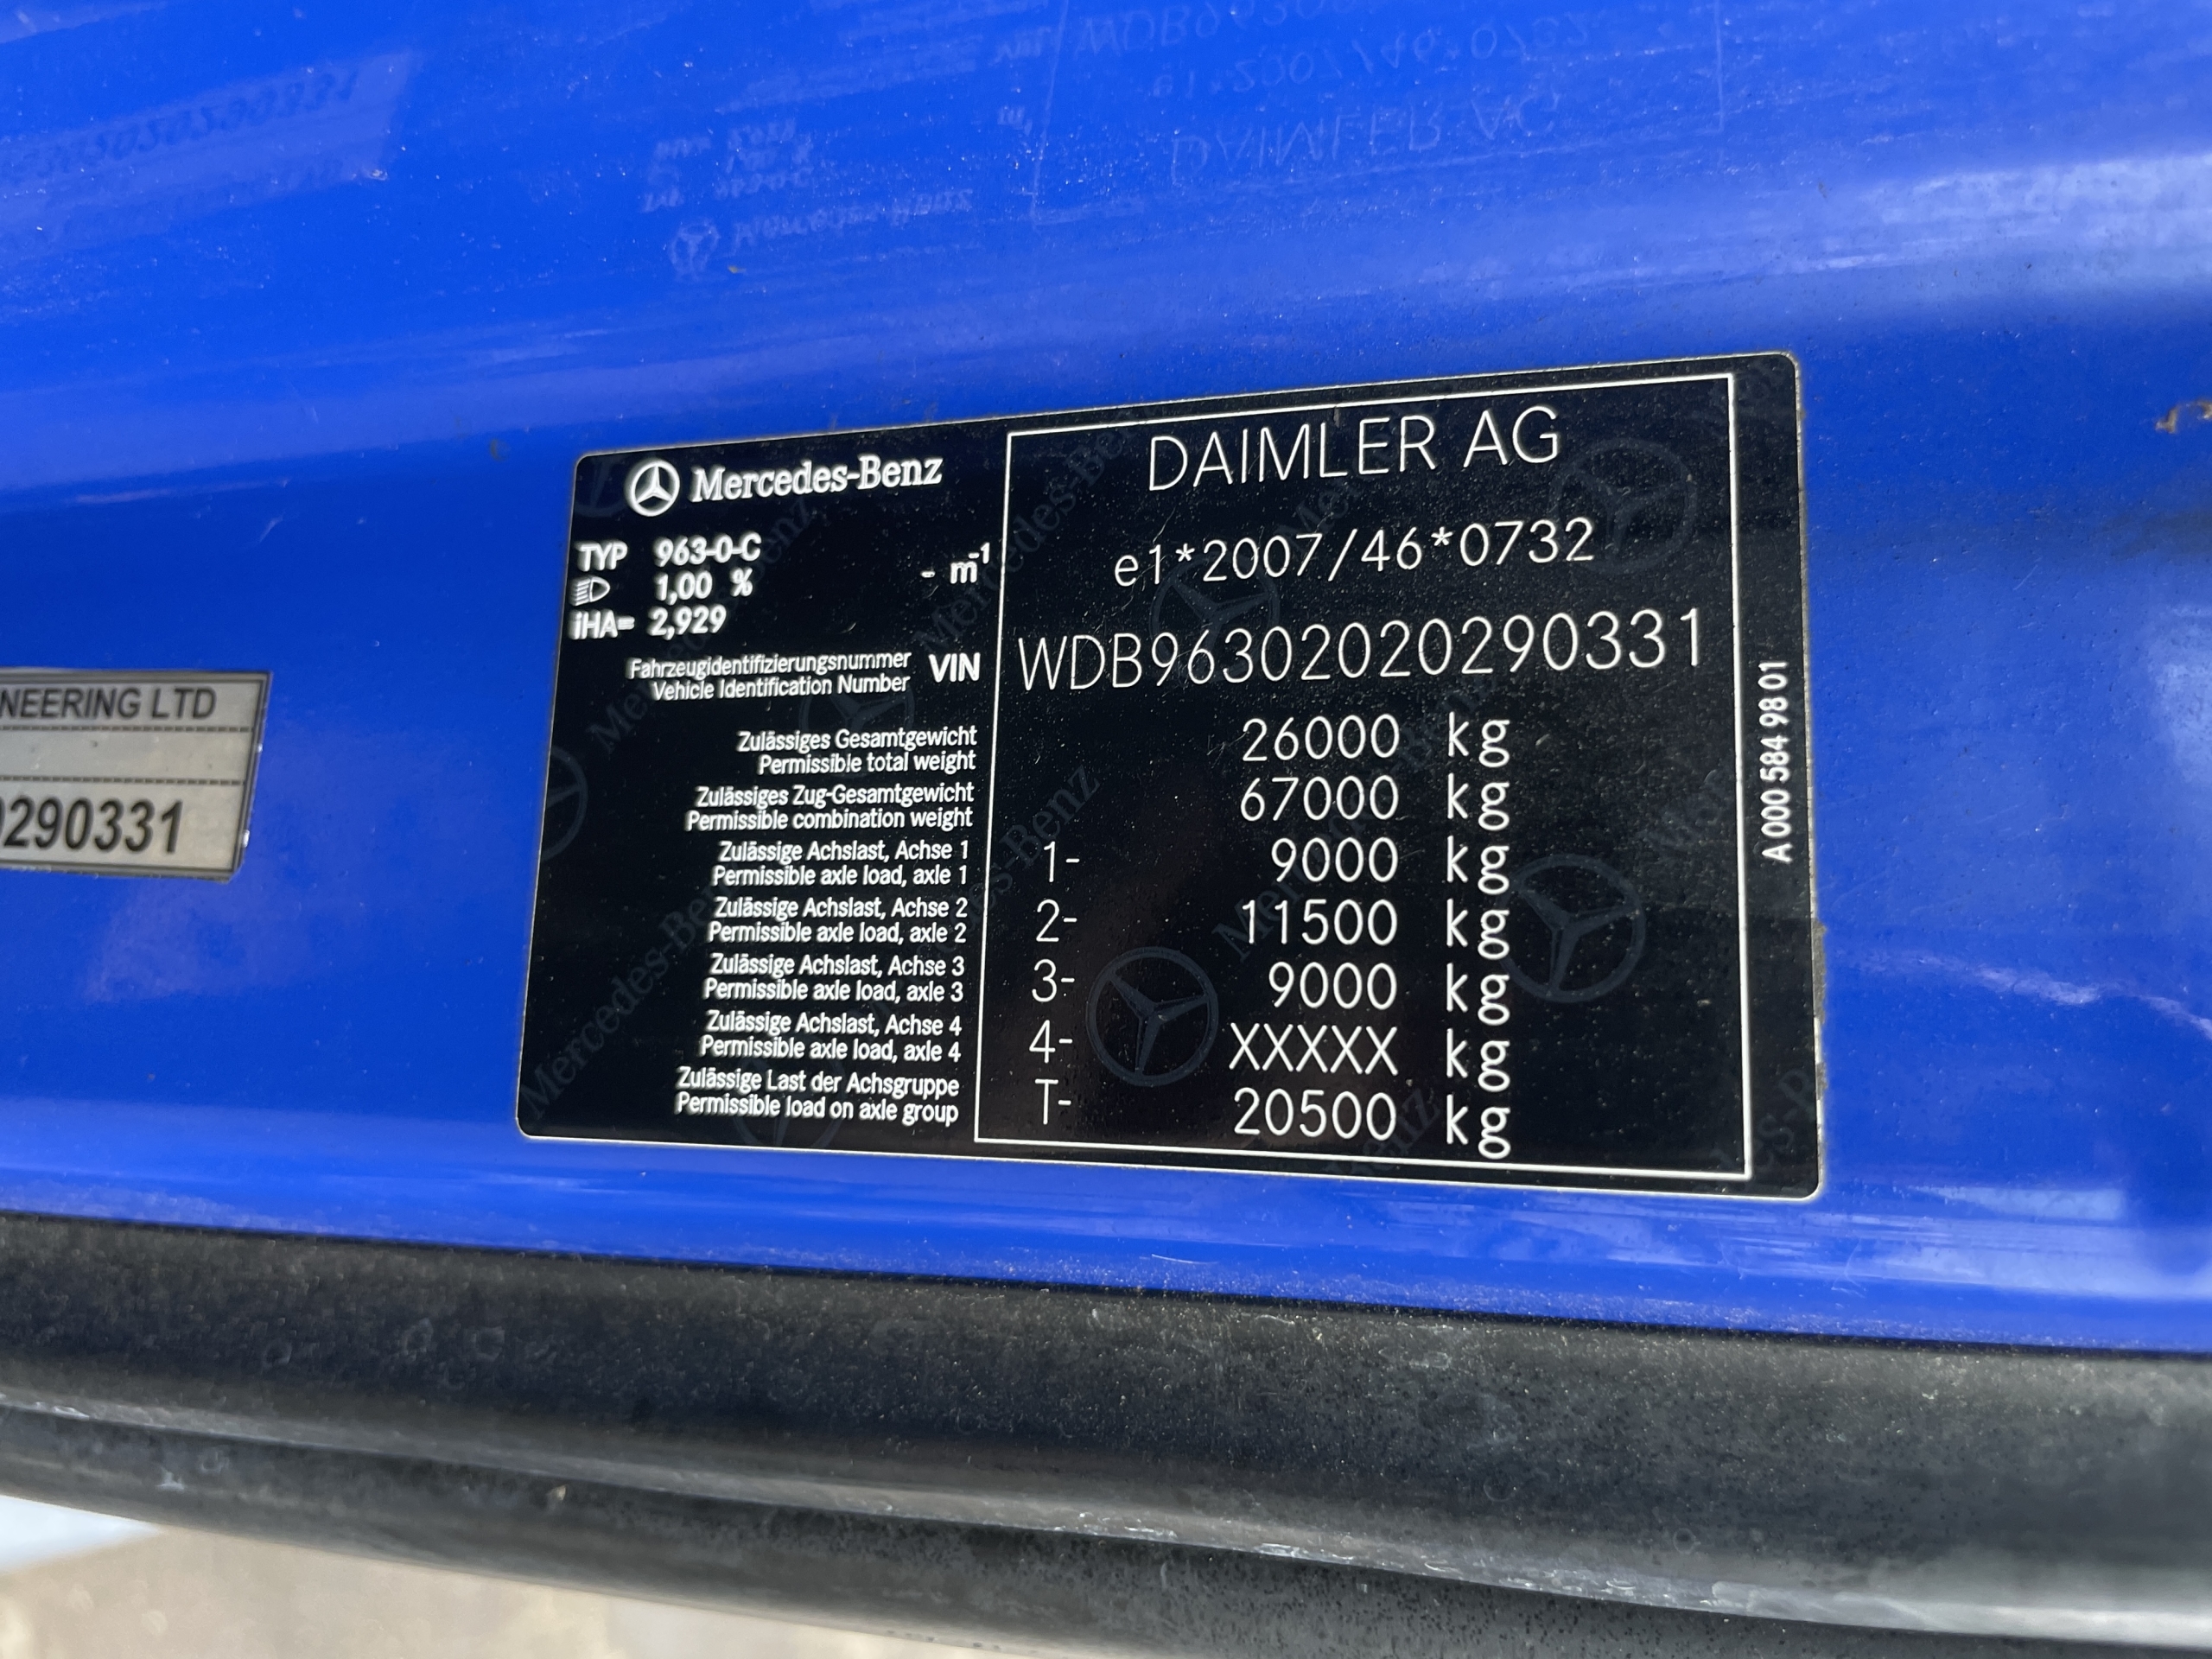 Mercedes-Benz
TYP 963-0-C
1,00 % - m⁻¹
iHA= 2,929
DAIMLER AG
e1*2007/46*0732
Fahrzeugidentifizierungsnummer
Vehicle Identification Number
VIN WDB96302020290331
Zulässiges Gesamtgewicht
Permissible total weight
26000 kg
Zulässiges Zug-Gesamtgewicht
Permissible combination weight
67000 kg
Zulässige Achslast, Achse 1
Permissible axle load, axle 1
1- 9000 kg
Zulässige Achslast, Achse 2
Permissible axle load, axle 2
2- 11500 kg
Zulässige Achslast, Achse 3
Permissible axle load, axle 3
3- 9000 kg
Zulässige Achslast, Achse 4
Permissible axle load, axle 4
4- XXXXX kg
Zulässige Last der Achsgruppe
Permissible load on axle group
T- 20500 kg
A 000 584 98 01
NEERING LTD
0290331